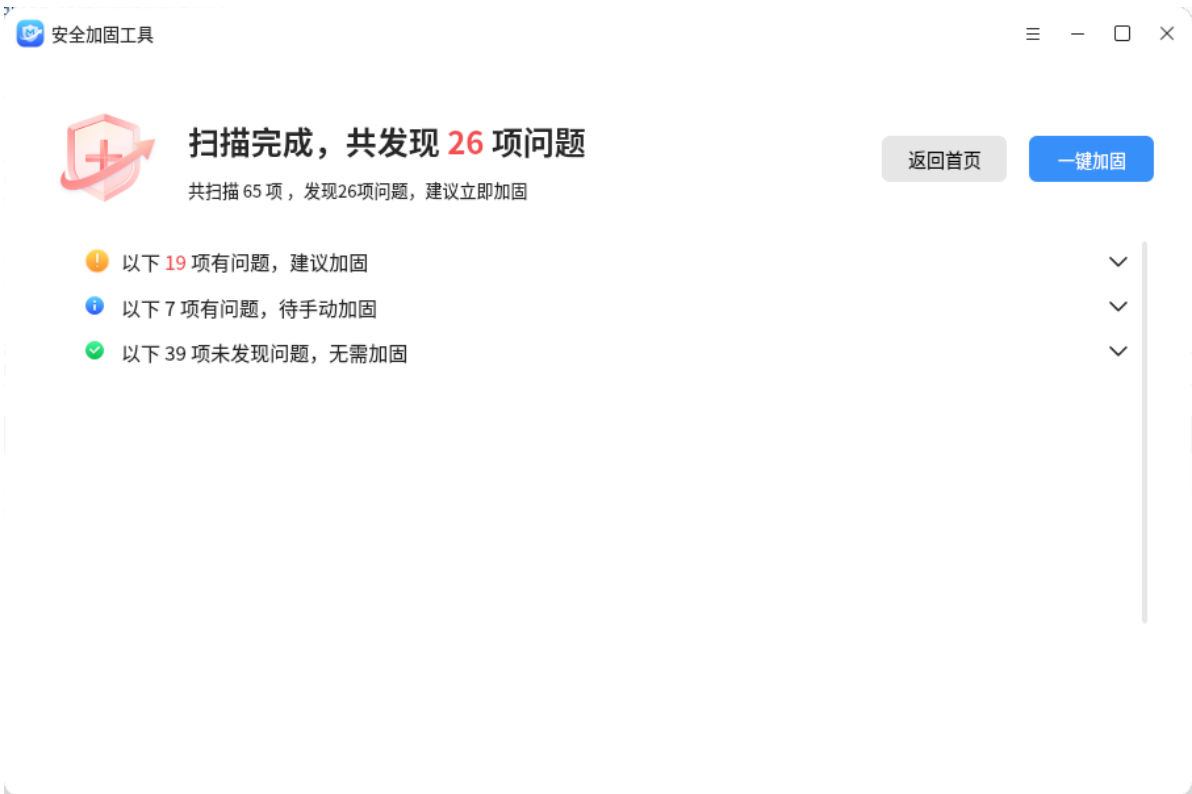 安全加固工具
扫描完成，共发现 26 项问题
共扫描 65 项 ，发现26项问题，建议立即加固
返回首页
一键加固
以下 19 项有问题，建议加固
以下 7 项有问题，待手动加固
以下 39 项未发现问题，无需加固